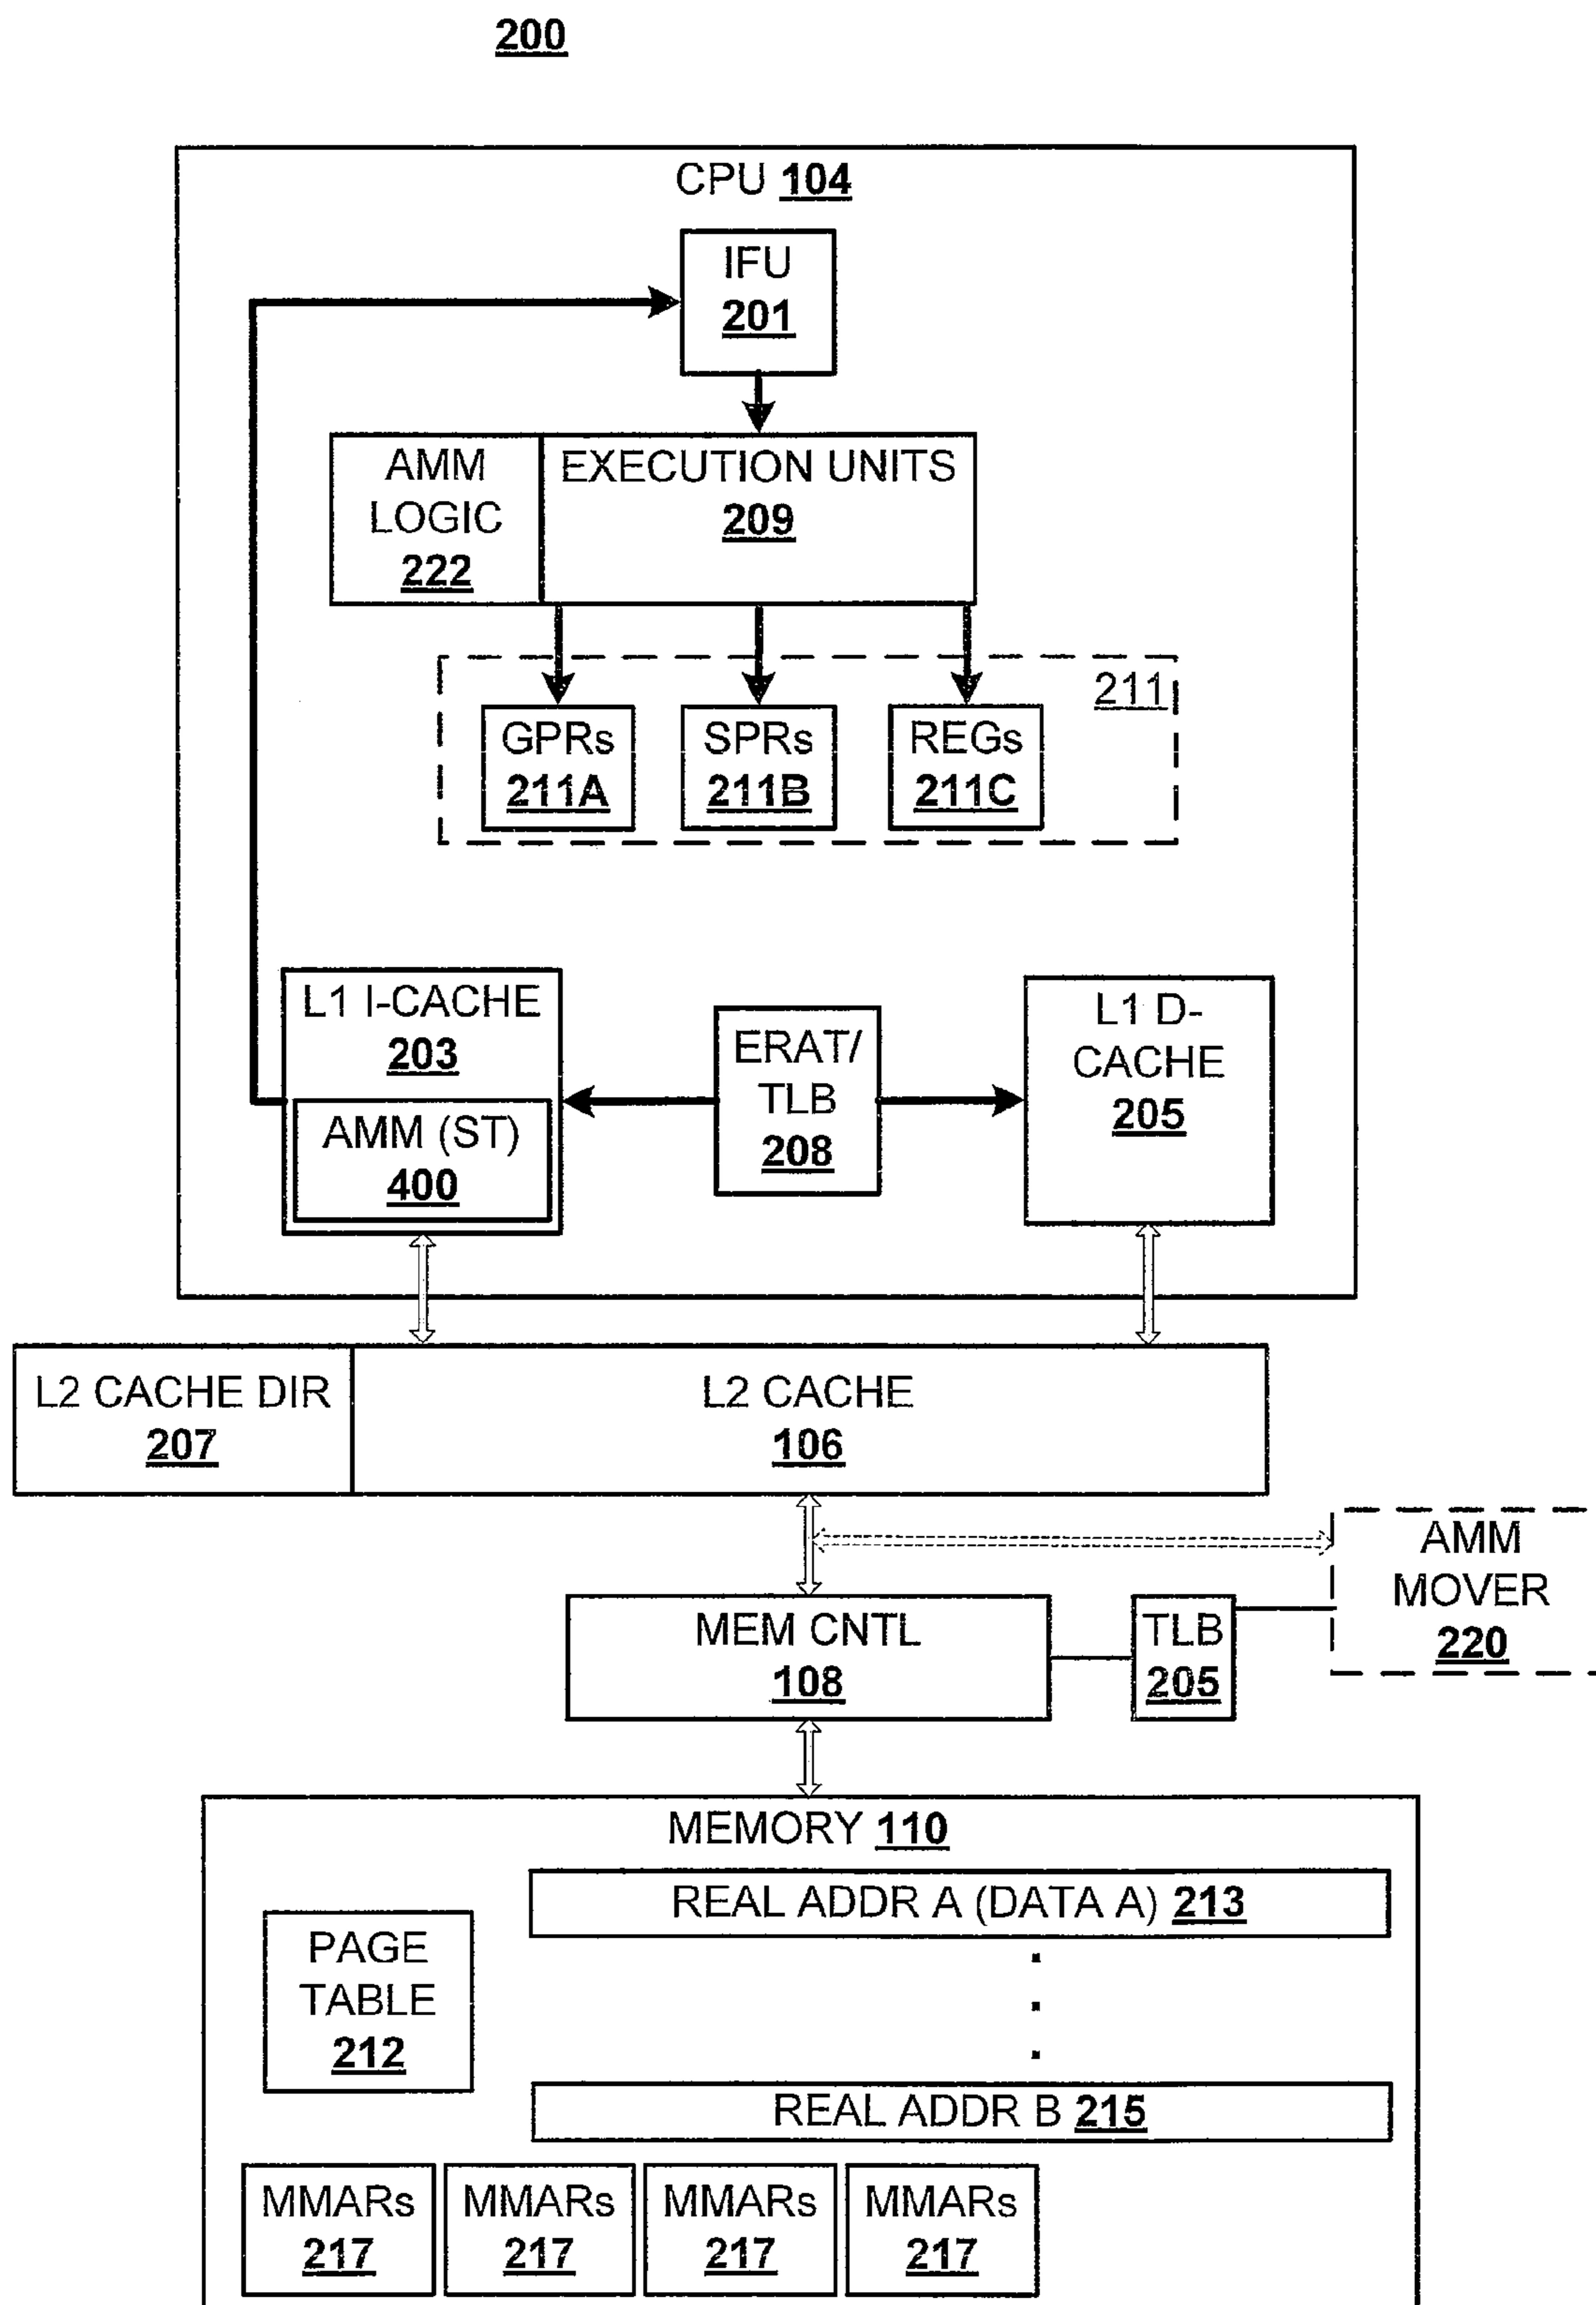 200
CPU 104
IFU
201
AMM
LOGIC
222
EXECUTION UNITS
209
211
GPRs
211A
SPRs
211B
REGs
211C
L1 I-CACHE
203
AMM (ST)
400
ERAT/
TLB
208
L1 D-
CACHE
205
L2 CACHE DIR
207
L2 CACHE
106
AMM
MOVER
220
MEM CNTL
108
TLB
205
MEMORY 110
REAL ADDR A (DATA A) 213
PAGE
TABLE
212
REAL ADDR B 215
MMARs
217
MMARs
217
MMARs
217
MMARs
217